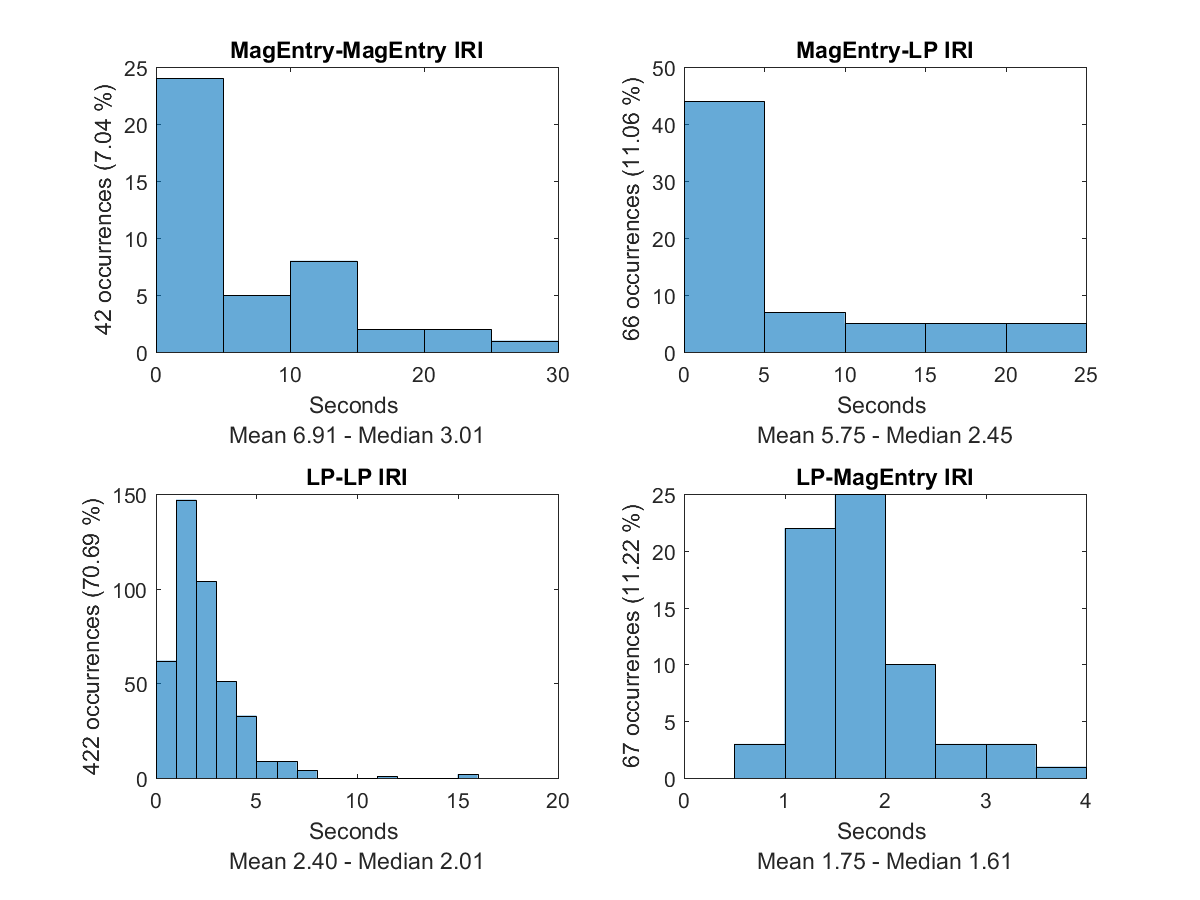 MagEntry-MagEntry IRI
42 occurrences (7.04 %)
25
20
15
10
5
0
0 10 20 30
Seconds
Mean 6.91 - Median 3.01
MagEntry-LP IRI
66 occurrences (11.06 %)
50
40
30
20
10
0
0 5 10 15 20 25
Seconds
Mean 5.75 - Median 2.45
LP-LP IRI
422 occurrences (70.69 %)
150
100
50
0
0 5 10 15 20
Seconds
Mean 2.40 - Median 2.01
LP-MagEntry IRI
67 occurrences (11.22 %)
25
20
15
10
5
0
0 1 2 3 4
Seconds
Mean 1.75 - Median 1.61